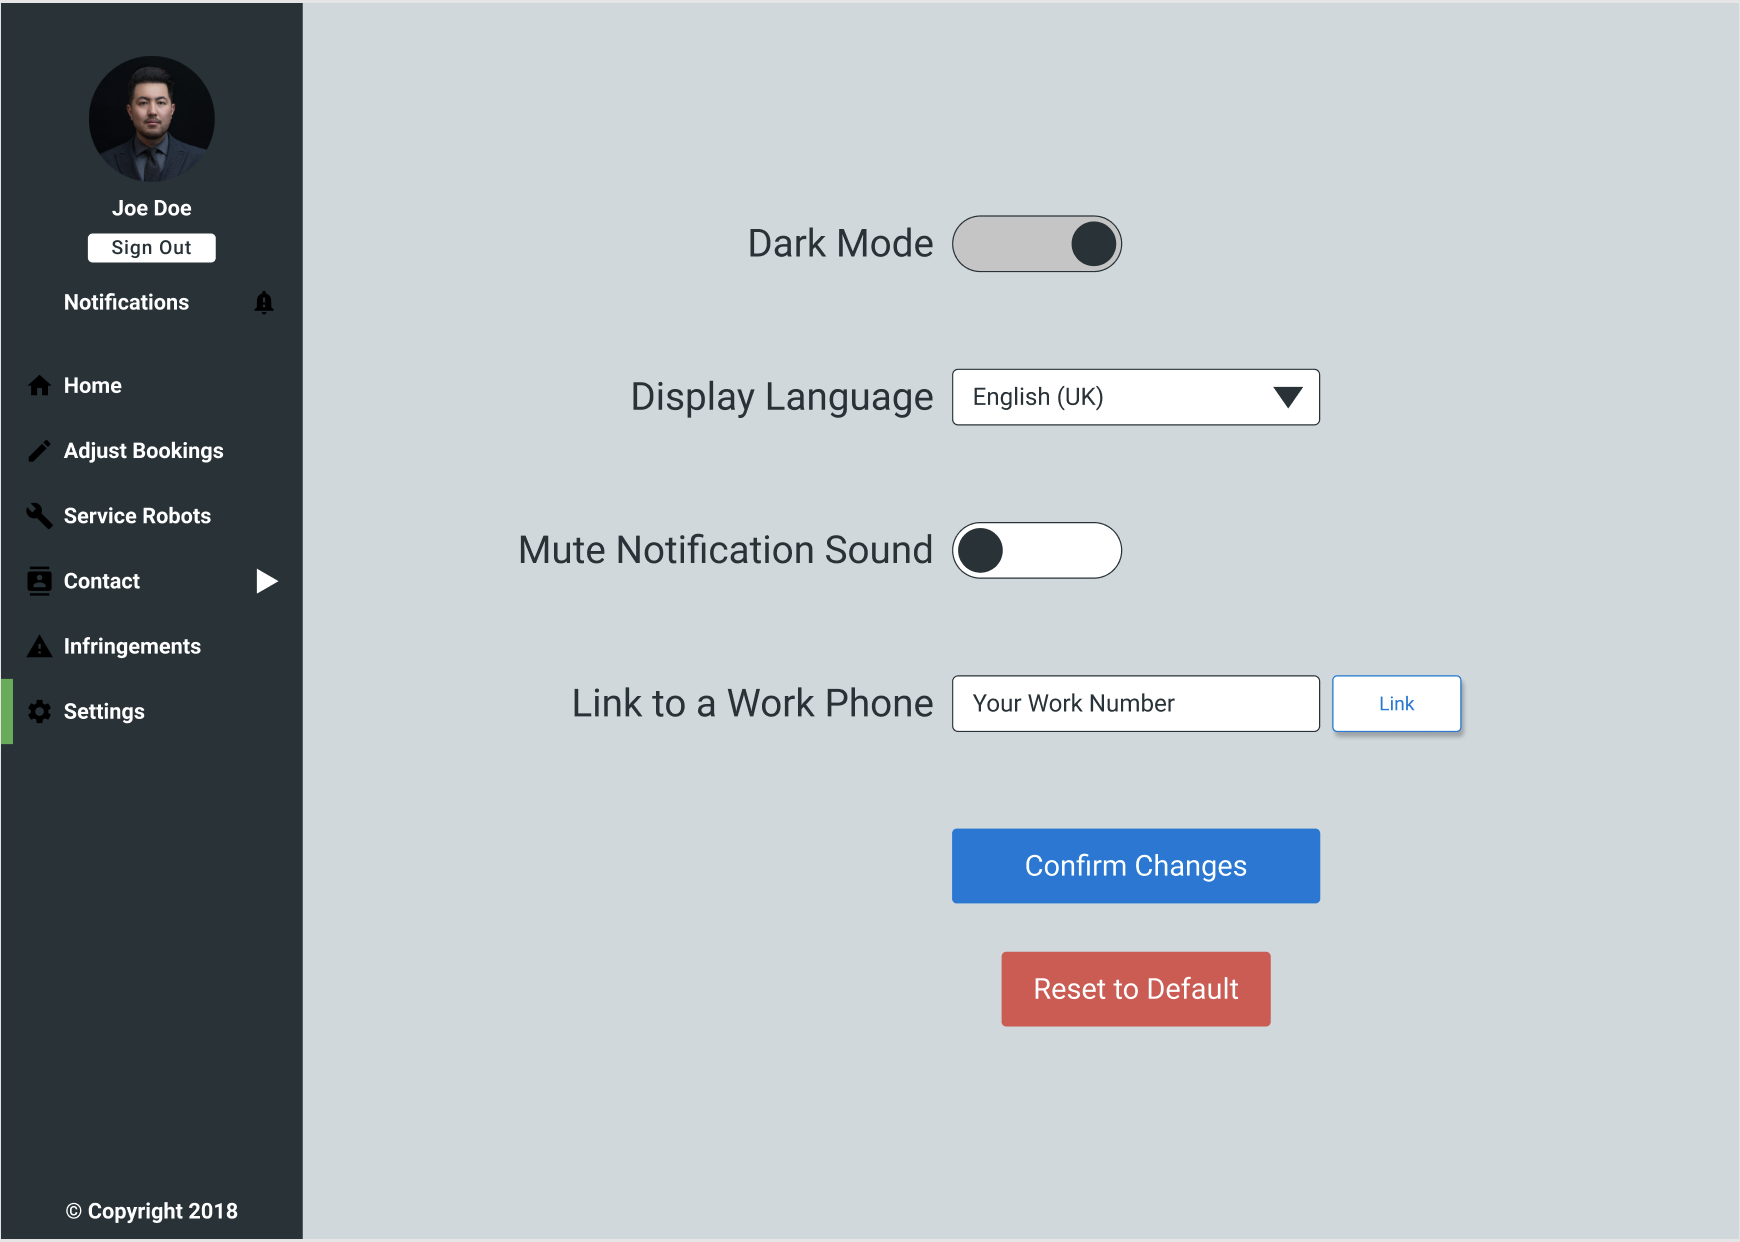 Joe Doe
Sign Out
Notifications
Home
Adjust Bookings
Service Robots
Contact
Infringements
Settings
© Copyright 2018
Dark Mode
Display Language
English (UK)
Mute Notification Sound
Link to a Work Phone
Your Work Number
Link
Confirm Changes
Reset to Default